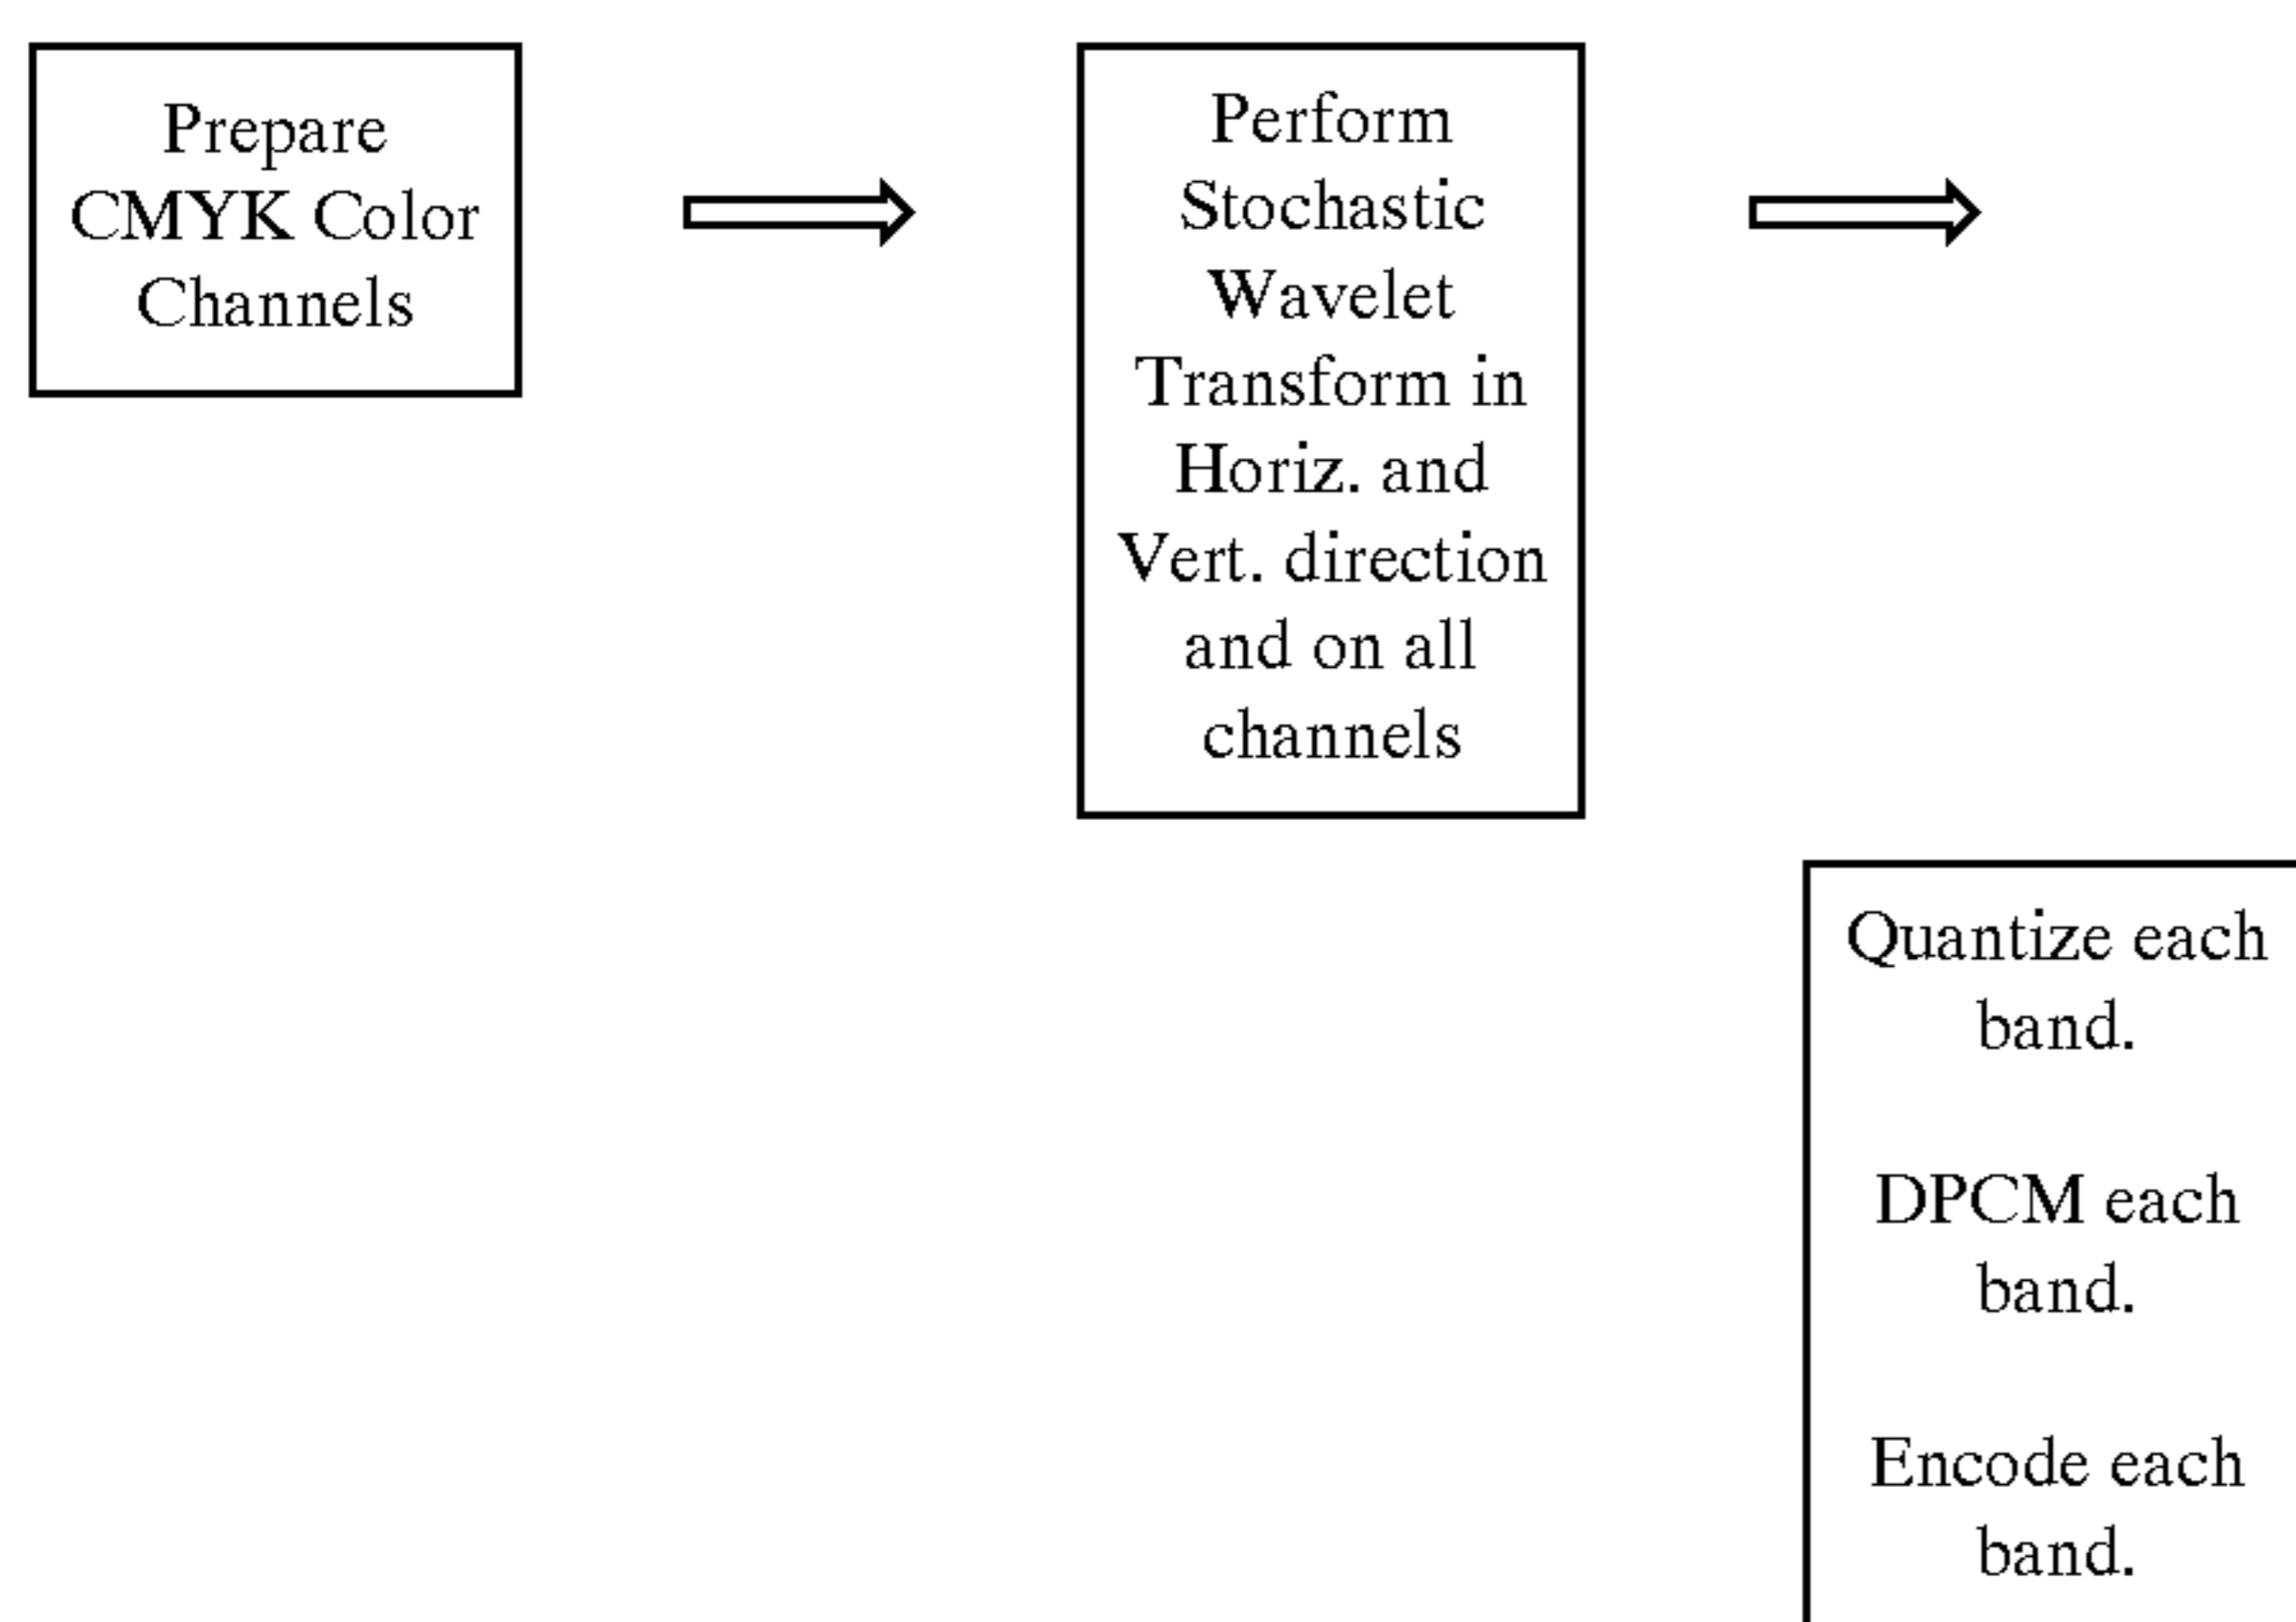 Prepare
CMYK Color
Channels
Perform
Stochastic
Wavelet
Transform in
Horiz. and
Vert. direction
and on all
channels
Quantize each
band.
DPCM each
band.
Encode each
band.